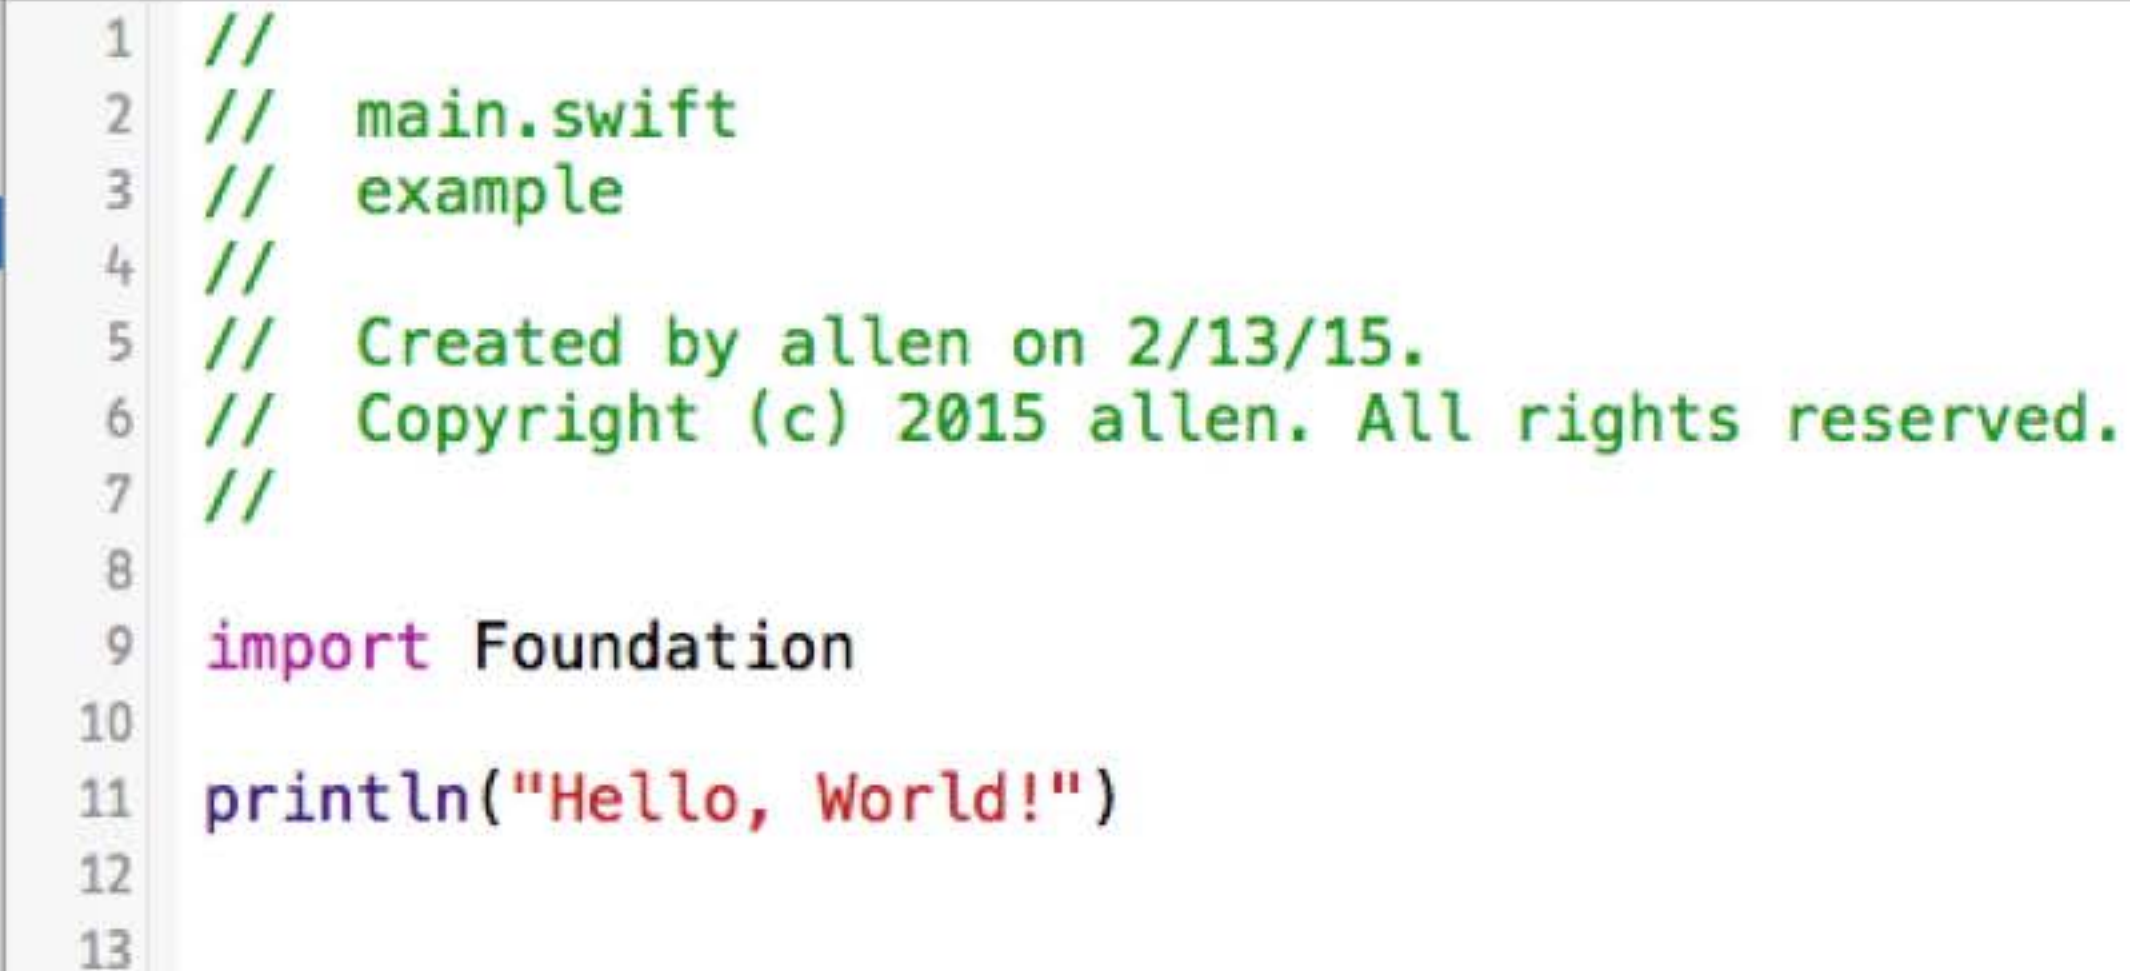 1 //
2 //  main.swift
3 //  example
4 //
5 //  Created by allen on 2/13/15.
6 //  Copyright (c) 2015 allen. All rights reserved.
7 //
8
9 import Foundation
10
11 println("Hello, World!")
12
13